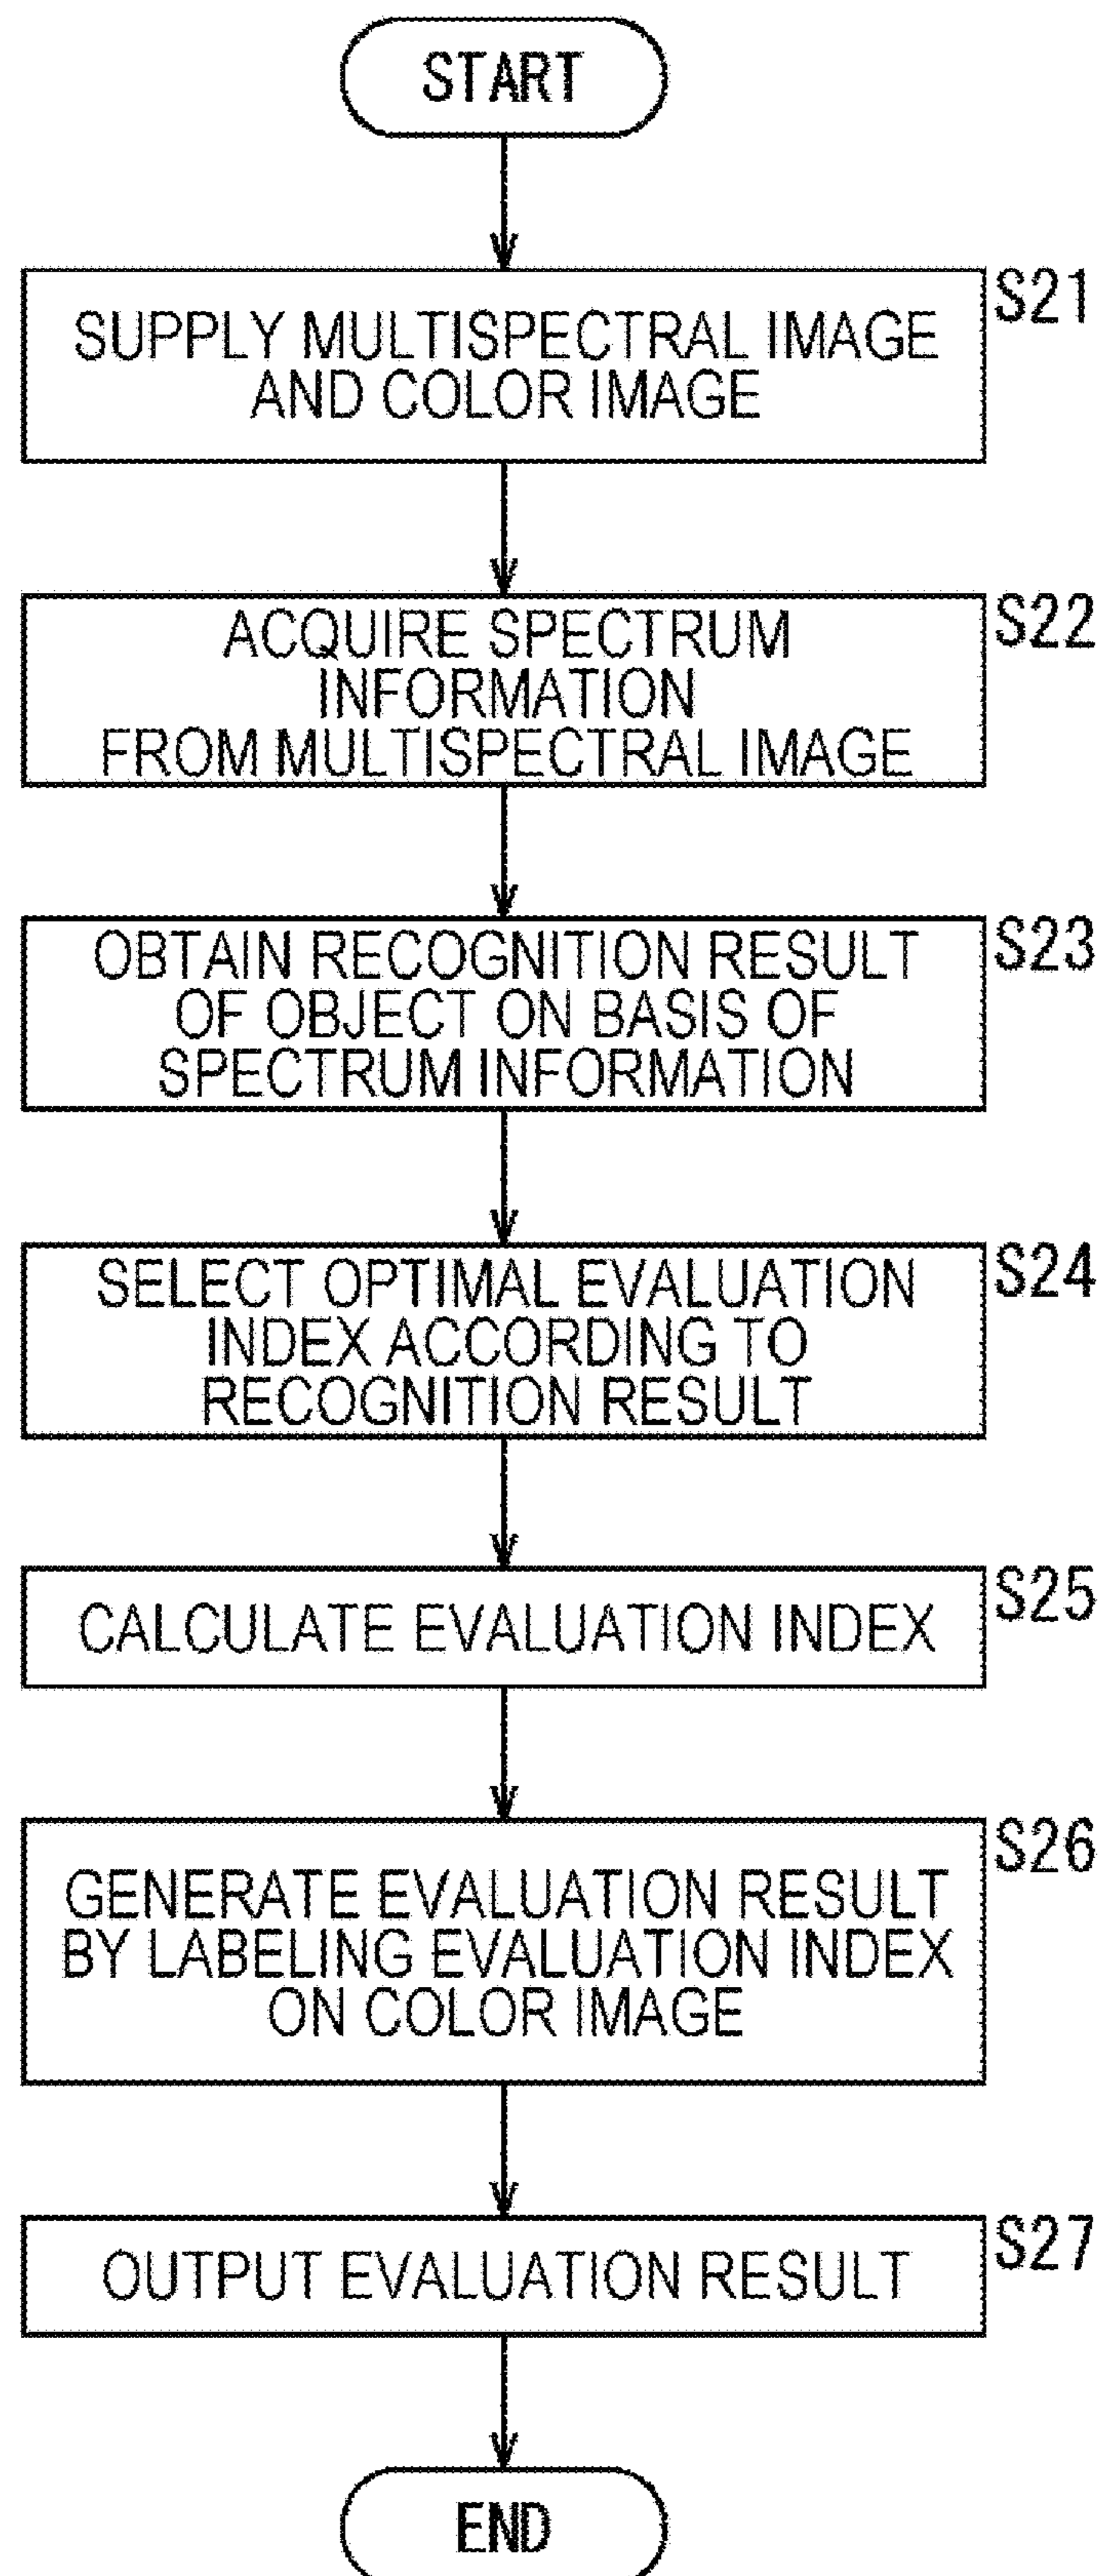 START
S21
SUPPLY MULTISPECTRAL IMAGE
AND COLOR IMAGE
S22
ACQUIRE SPECTRUM
INFORMATION
FROM MULTISPECTRAL IMAGE
S23
OBTAIN RECOGNITION RESULT
OF OBJECT ON BASIS OF
SPECTRUM INFORMATION
S24
SELECT OPTIMAL EVALUATION
INDEX ACCORDING TO
RECOGNITION RESULT
S25
CALCULATE EVALUATION INDEX
S26
GENERATE EVALUATION RESULT
BY LABELING EVALUATION INDEX
ON COLOR IMAGE
S27
OUTPUT EVALUATION RESULT
END